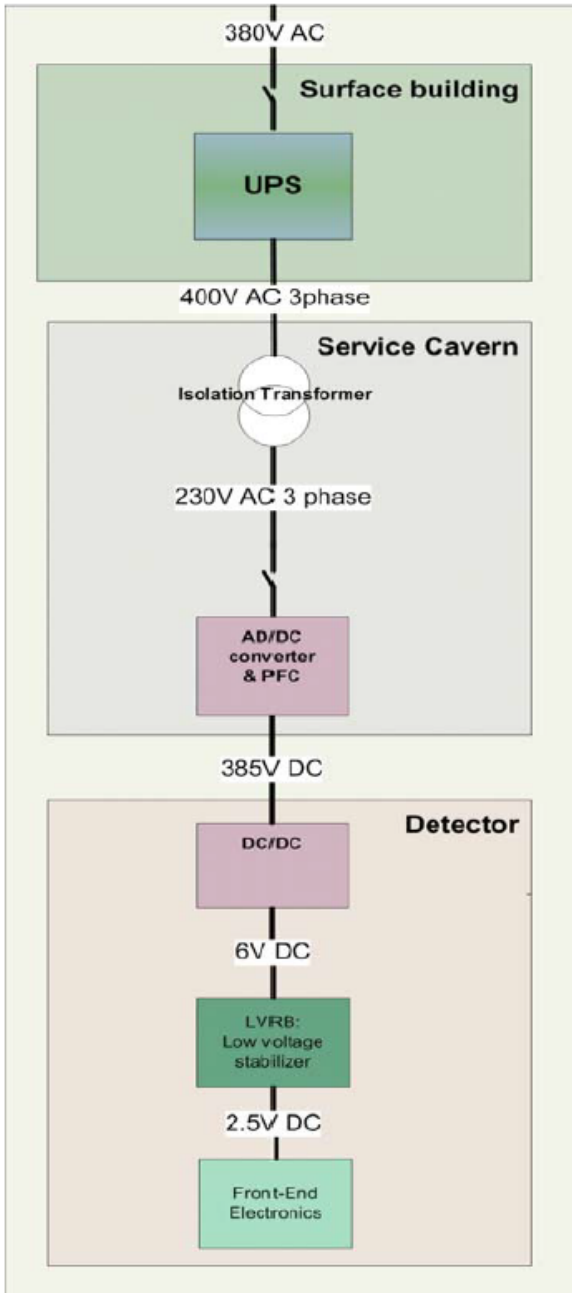 380V AC
Surface building
UPS
400V AC 3phase
Service Cavern
Isolation Transformer
230V AC 3 phase
AD/DC
converter
& PFC
385V DC
Detector
DC/DC
6V DC
LVRB:
Low voltage
stabilizer
2.5V DC
Front-End
Electronics